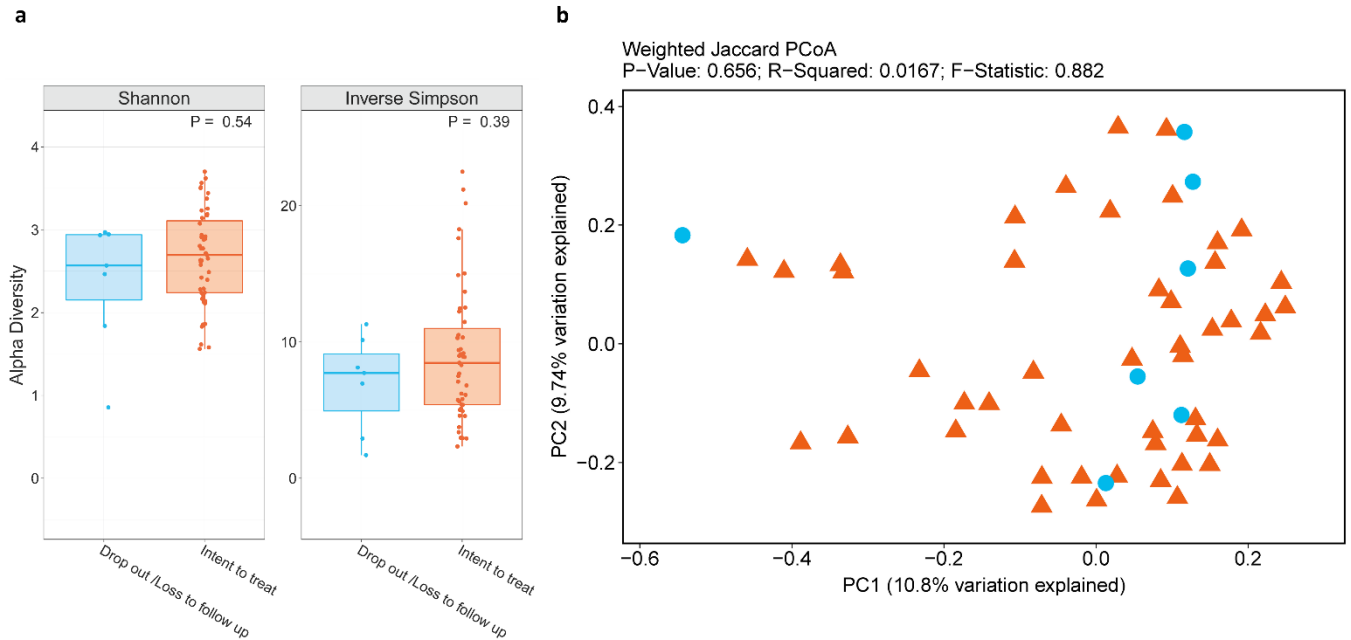 a
Shannon
P = 0.54
Inverse Simpson
P = 0.39
Alpha Diversity
4
3
2
1
0
20
10
0
Drop out /Loss to follow up
Intent to treat
Drop out /Loss to follow up
Intent to treat
b
Weighted Jaccard PCoA
P−Value: 0.656; R−Squared: 0.0167; F−Statistic: 0.882
PC2 (9.74% variation explained)
0.4
0.2
0.0
−0.2
−0.6
−0.4
−0.2
0.0
0.2
PC1 (10.8% variation explained)